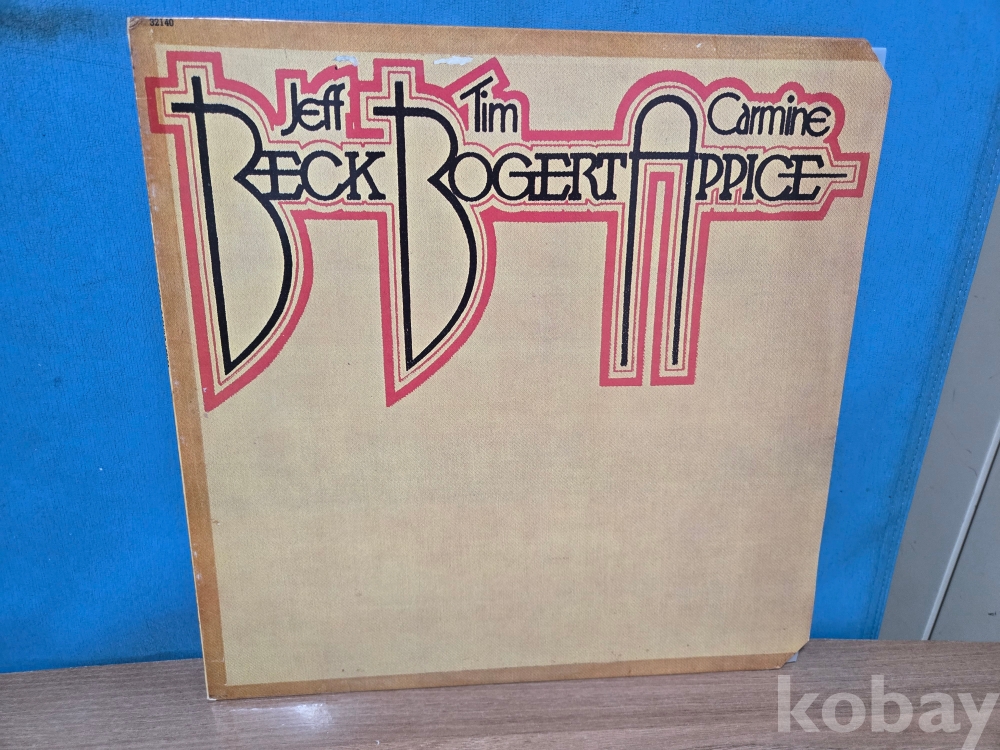 32140
Jeff Tim Carmine
BECK BOGERT APPICE
kobay